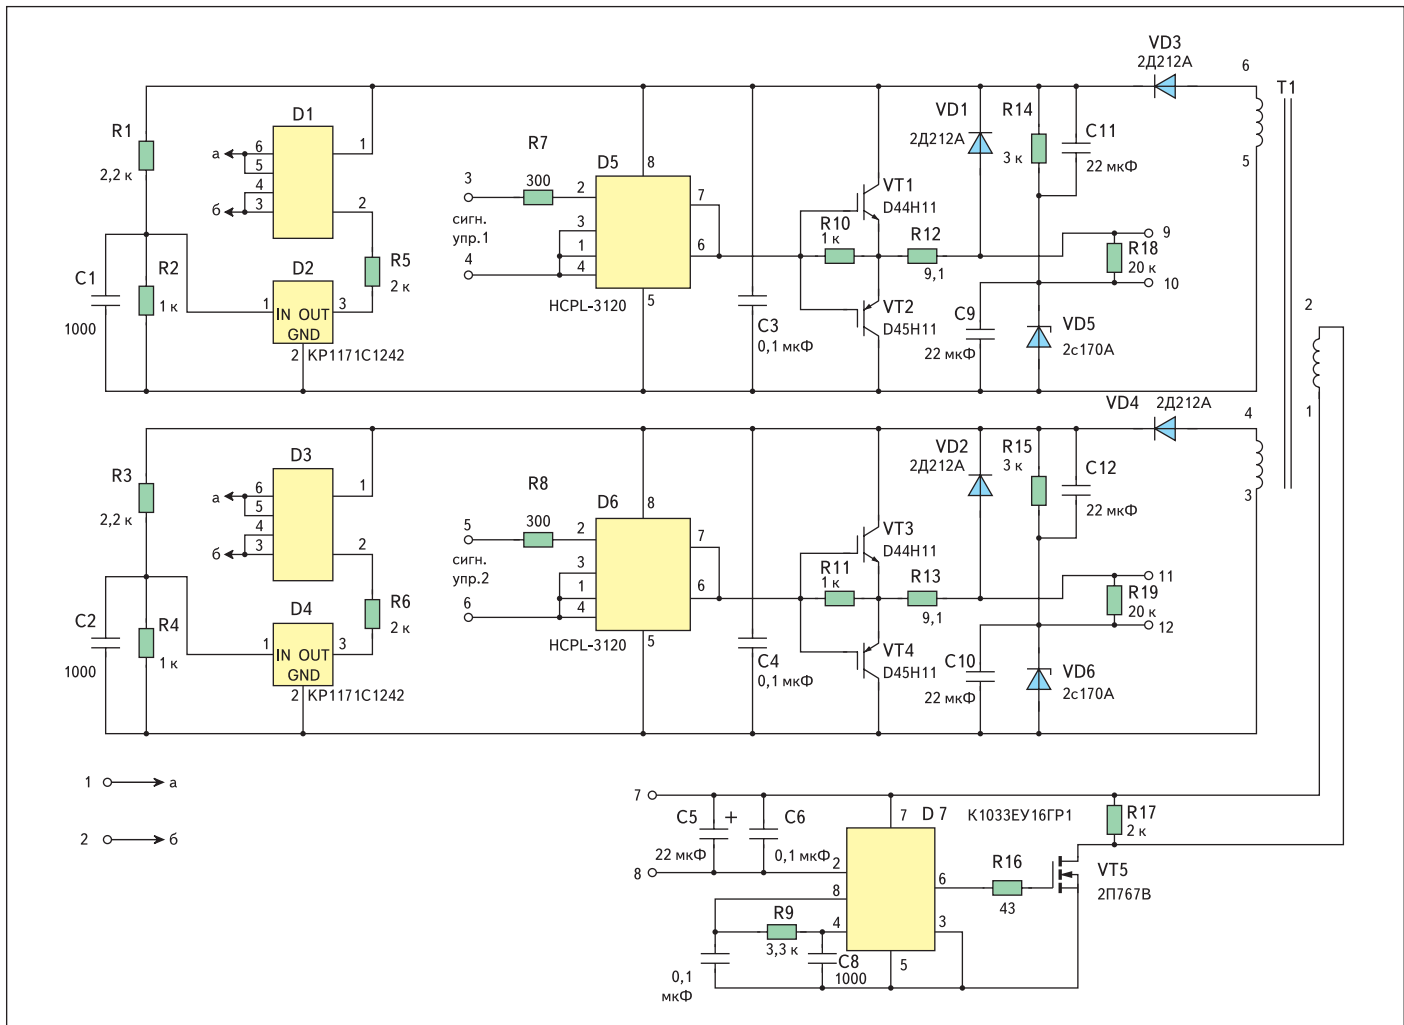 VD3
2Д212А
6
T1
D1
R1
2,2 к
а
6
5
4
3
б
1
2
R7
300
3
сигн.
упр.1
4
D5
2
3
1
4
8
7
6
5
HCPL-3120
VD1
2Д212А
R14
3 к
C11
22 мкФ
5
VT1
D44H11
R10
1 к
R12
9,1
9
R18
20 к
10
C1
1000
R2
1 к
D2
1
IN OUT
GND
3
2
КР1171С1242
R5
2 к
C3
0,1 мкФ
VT2
D45H11
C9
22 мкФ
VD5
2с170А
2
1
VD4
2Д212А
4
D3
R3
2,2 к
а
6
5
4
3
б
1
2
R8
300
5
сигн.
упр.2
6
D6
2
3
1
4
8
7
6
5
HCPL-3120
VD2
2Д212А
R15
3 к
C12
22 мкФ
3
VT3
D44H11
R11
1 к
R13
9,1
11
R19
20 к
12
C2
1000
R4
1 к
D4
1
IN OUT
GND
3
2
КР1171С1242
R6
2 к
C4
0,1 мкФ
VT4
D45H11
C10
22 мкФ
VD6
2с170А
1
а
2
б
7
C5
+
22 мкФ
C6
0,1 мкФ
8
7
D 7
К1033ЕУ16ГР1
R17
2 к
2
8
4
6
3
5
R16
43
VT5
2П767В
R9
3,3 к
C8
1000
0,1
мкФ